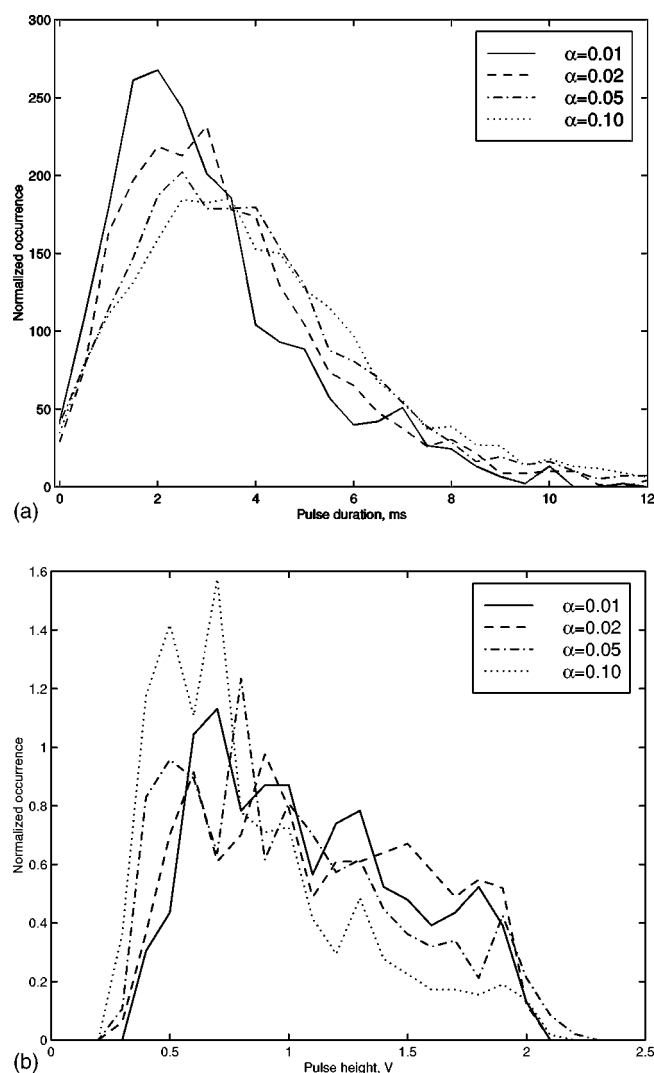 300
250
200
150
100
50
0
Normalized occurrence
α=0.01
α=0.02
α=0.05
α=0.10
0 2 4 6 8 10 12
Pulse duration, ms
(a)
1.6
1.4
1.2
1
0.8
0.6
0.4
0.2
0
Normalized occurrence
α=0.01
α=0.02
α=0.05
α=0.10
0 0.5 1 1.5 2 2.5
Pulse height, V
(b)